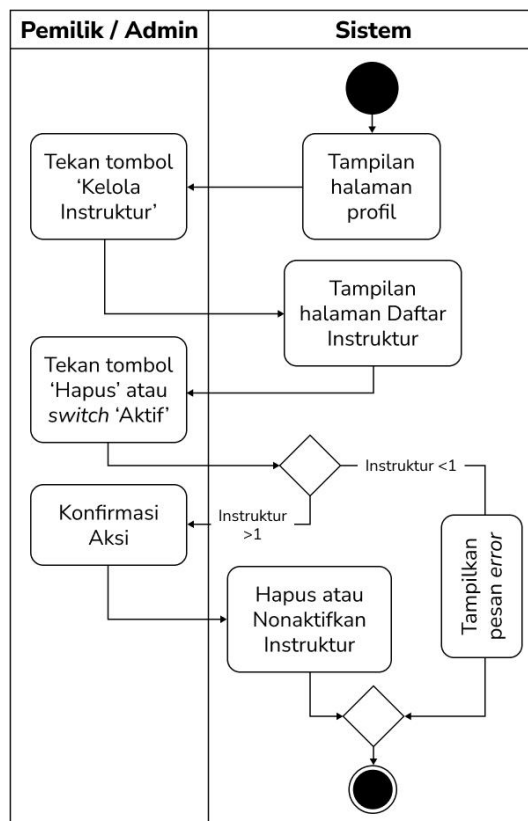 Pemilik / Admin
Sistem
Tekan tombol
‘Kelola
Instruktur’
Tampilan
halaman
profil
Tampilan
halaman Daftar
Instruktur
Tekan tombol
‘Hapus’ atau
switch ‘Aktif’
Instruktur <1
Instruktur
>1
Konfirmasi
Aksi
Tampilkan
pesan error
Hapus atau
Nonaktifkan
Instruktur